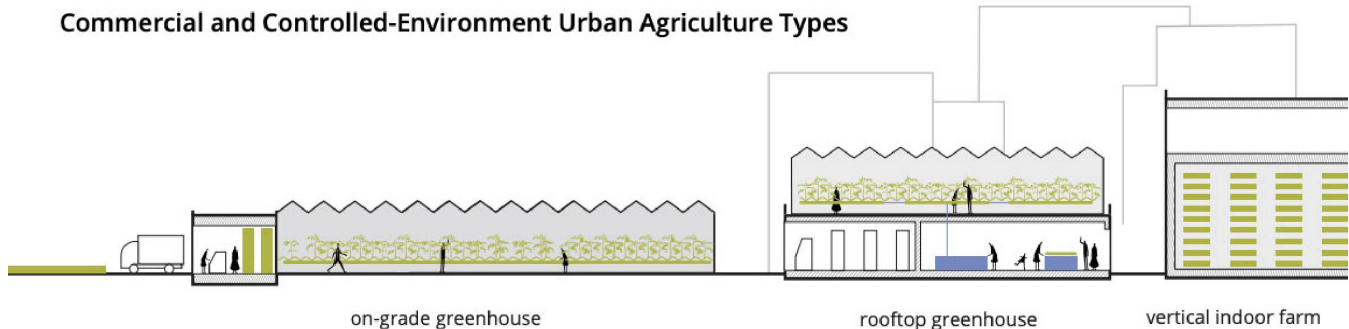 Commercial and Controlled-Environment Urban Agriculture Types
on-grade greenhouse
rooftop greenhouse
vertical indoor farm